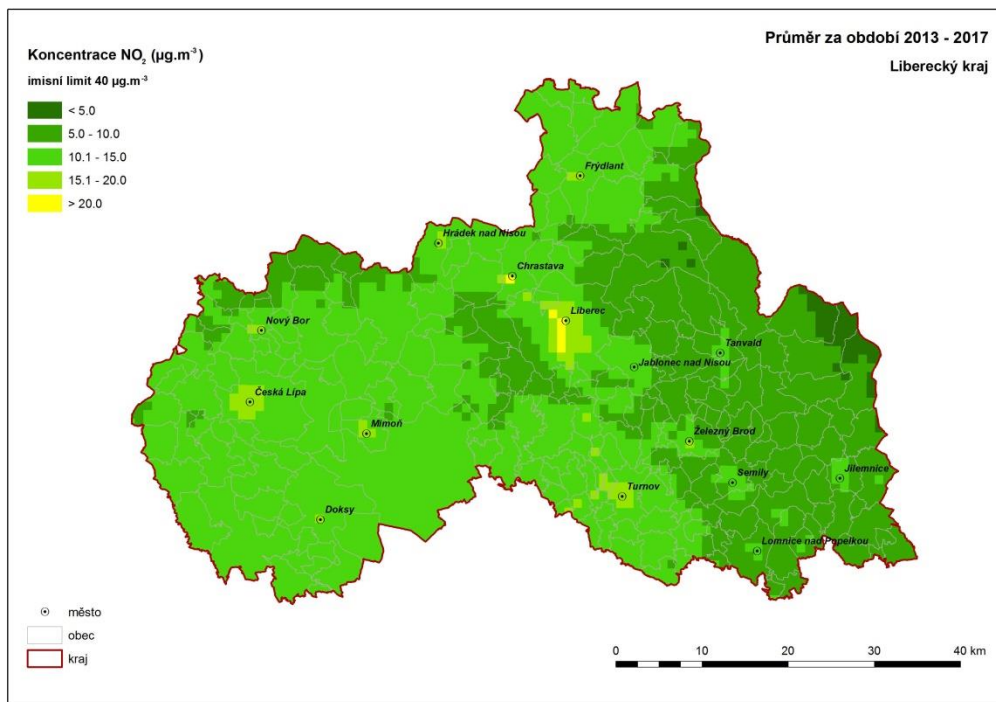 Průměr za období 2013 - 2017
Liberecký kraj
Koncentrace NO₂ (µg.m⁻³)
imisní limit 40 µg.m⁻³
< 5.0
5.0 - 10.0
10.1 - 15.0
15.1 - 20.0
> 20.0
Frýdlant
Hrádek nad Nisou
Chrastava
Liberec
Nový Bor
Tanvald
Jablonec nad Nisou
Česká Lípa
Mimoň
Železný Brod
Semily
Jilemnice
Turnov
Doksy
Lomnice nad Popelkou
město
obec
kraj
0 10 20 30 40 km